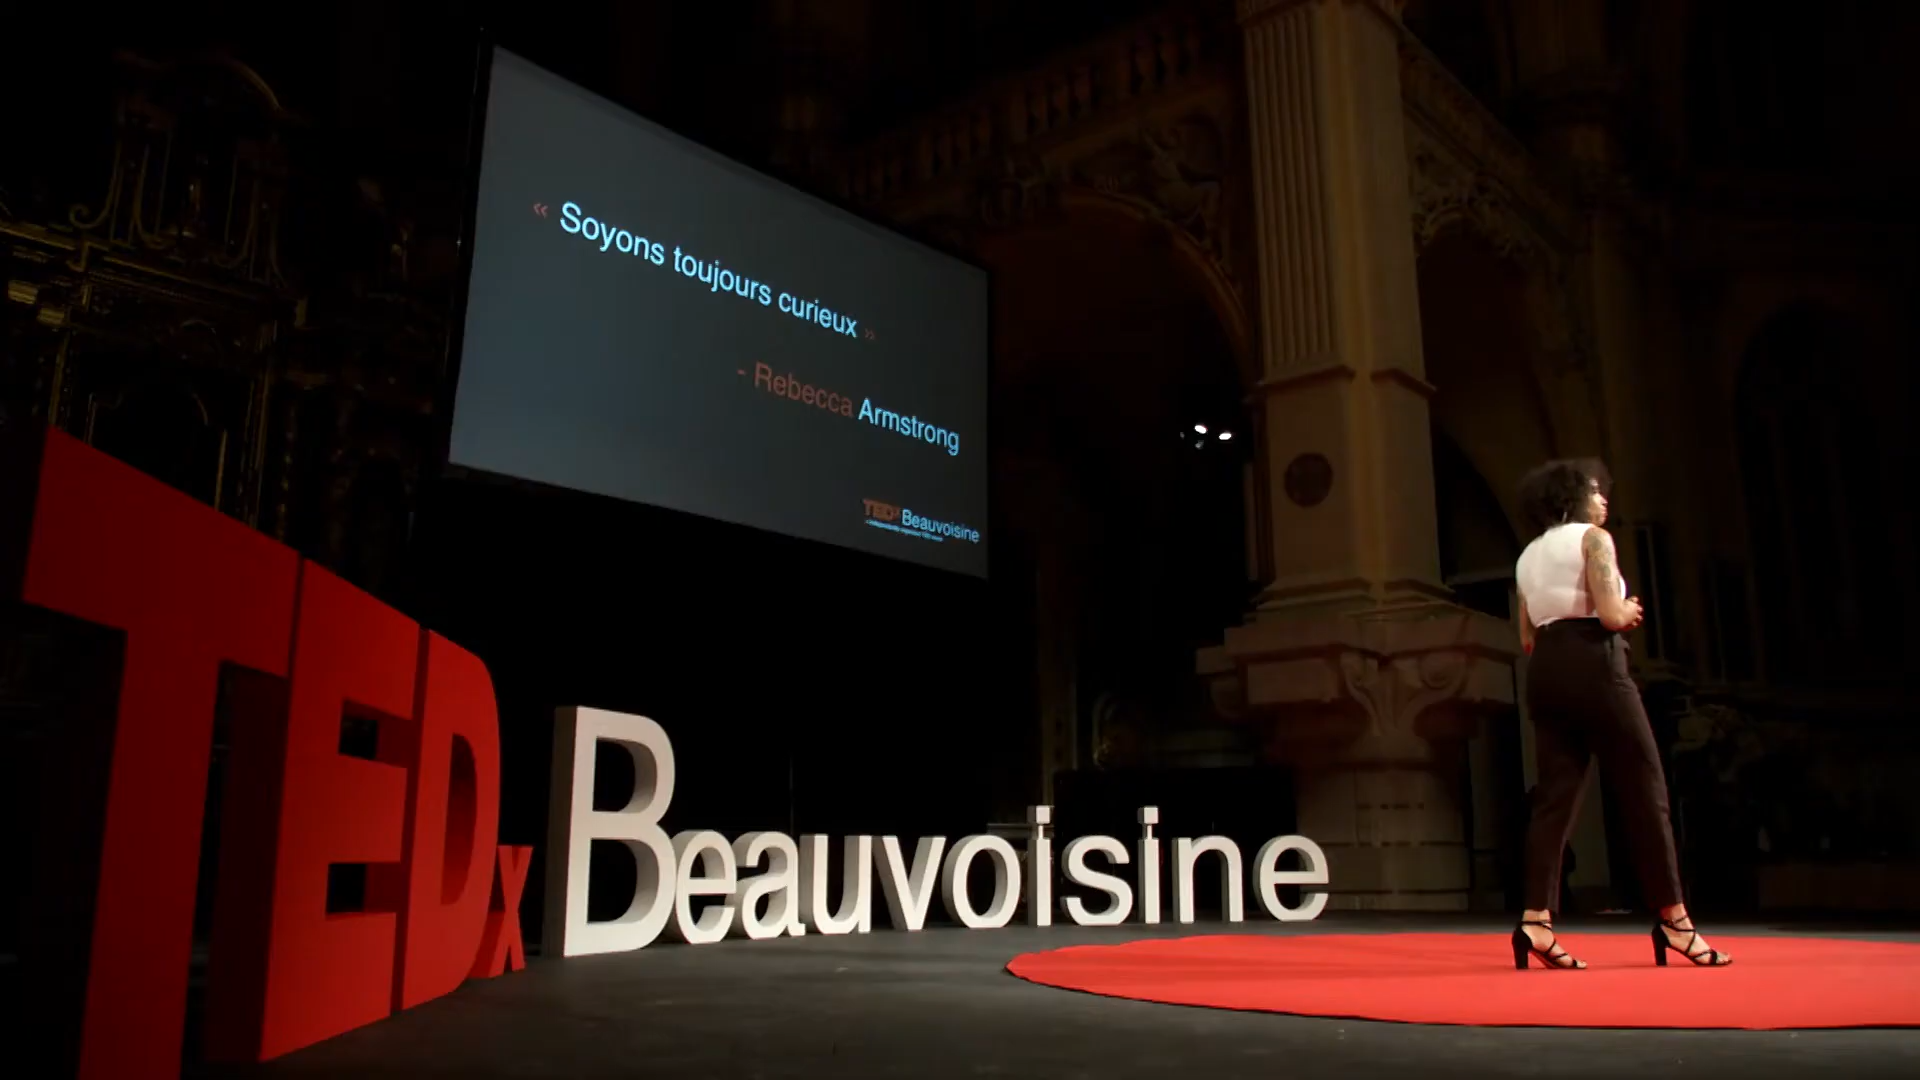 « Soyons toujours curieux »
- Rebecca Armstrong
TEDx Beauvoisine
TEDx
Beauvoisine